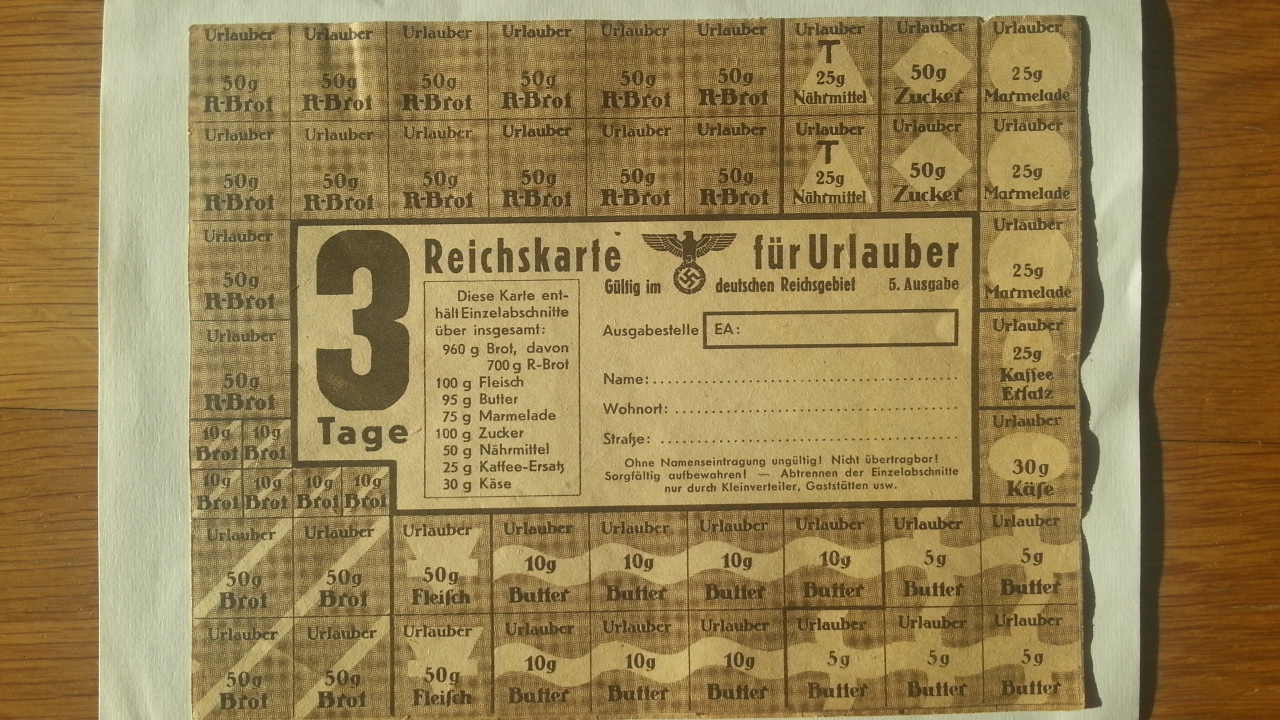 Urlauber Urlauber Urlauber Urlauber Urlauber Urlauber Urlauber Urlauber Urlauber
50g 50g 50g 50g 50g 50g T 25g 50g 25g
R-Brot R-Brot R-Brot R-Brot R-Brot R-Brot Nährmittel Zucker Marmelade
Urlauber Urlauber Urlauber Urlauber Urlauber Urlauber Urlauber Urlauber Urlauber
50g 50g 50g 50g 50g 50g T 25g 50g 25g
R-Brot R-Brot R-Brot R-Brot R-Brot R-Brot Nährmittel Zucker Marmelade
Urlauber
50g
R-Brot
Urlauber
50g
R-Brot
10g 10g
Brot Brot
10g 10g 10g 10g
Brot Brot Brot Brot
3
Tage
Reichskarte für Urlauber
Gültig im deutschen Reichsgebiet 5. Ausgabe
Diese Karte ent-
hält Einzelabschnitte
über insgesamt:
960 g Brot, davon
700 g R-Brot
100 g Fleisch
95 g Butter
75 g Marmelade
100 g Zucker
50 g Nährmittel
25 g Kaffee-Ersatz
30 g Käse
Ausgabestelle EA:
Name:
Wohnort:
Straße:
Ohne Namenseintragung ungültig! Nicht übertragbar!
Sorgfältig aufbewahren! — Abtrennen der Einzelabschnitte
nur durch Kleinverteiler, Gaststätten usw.
Urlauber
25g
Marmelade
Urlauber
25g
Kaffee
Erſatz
Urlauber
30g
Käſe
Urlauber Urlauber Urlauber Urlauber Urlauber Urlauber Urlauber Urlauber Urlauber
50g 50g 50g 10g 10g 10g 10g 5g 5g
Brot Brot Fleiſch Butter Butter Butter Butter Butter Butter
Urlauber Urlauber Urlauber Urlauber Urlauber Urlauber Urlauber Urlauber Urlauber
50g 50g 50g 10g 10g 10g 5g 5g 5g
Brot Brot Fleiſch Butter Butter Butter Butter Butter Butter